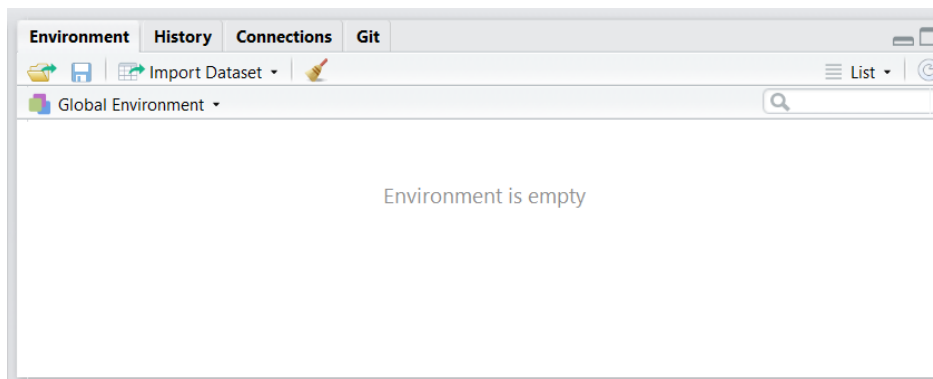 Environment History Connections Git
Import Dataset List
Global Environment
Environment is empty